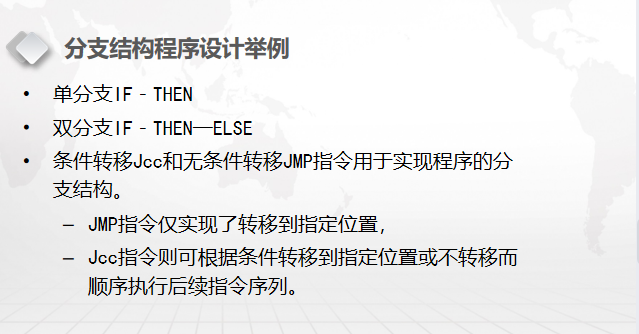 分支结构程序设计举例
• 单分支IF－THEN
• 双分支IF－THEN—ELSE
• 条件转移Jcc和无条件转移JMP指令用于实现程序的分
支结构。
– JMP指令仅实现了转移到指定位置，
– Jcc指令则可根据条件转移到指定位置或不转移而
顺序执行后续指令序列。